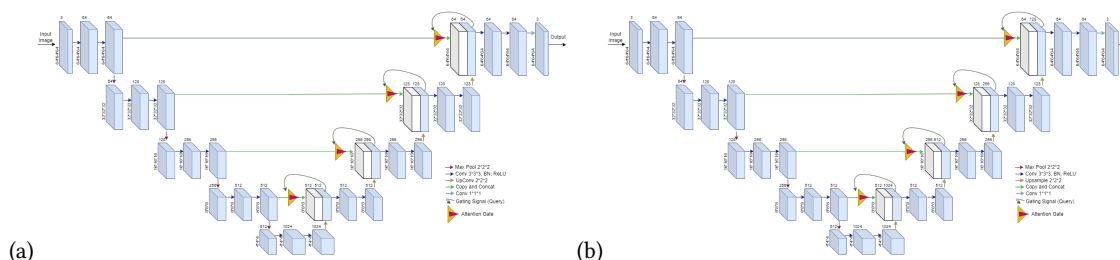 3 64 64
64 64
64 64 3
Input
Image
Output
64 128 128
128 128
128 128
128 256 256
256 256
256 256
256 512 512
512 512
512 512
512 1024 1024
Max Pool 2*2*2
Conv 3*3*3, BN, ReLU
UpConv 2*2*2
Copy and Concat
Conv 1*1*1
Gating Signal (Query)
Attention Gate
(a)
3 64 64
64 128
64 64 3
Input
Image
Output
64 128 128
128 256
128 128
128 256 256
256 512
256 256
256 512 512
512 1024
512 512
512 1024 1024
Max Pool 2*2*2
Conv 3*3*3, BN, ReLU
Upsample 2*2*2
Copy and Concat
Conv 1*1*1
Gating Signal (Query)
Attention Gate
(b)